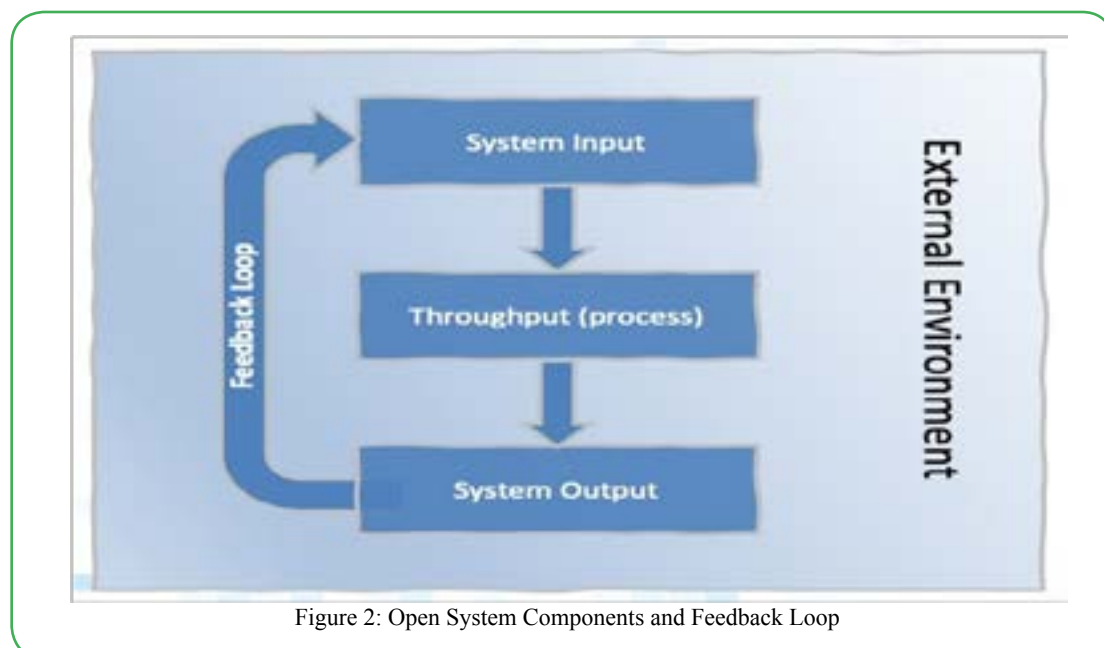 System Input
Throughput (process)
System Output
Feedback Loop
External Environment
Figure 2: Open System Components and Feedback Loop